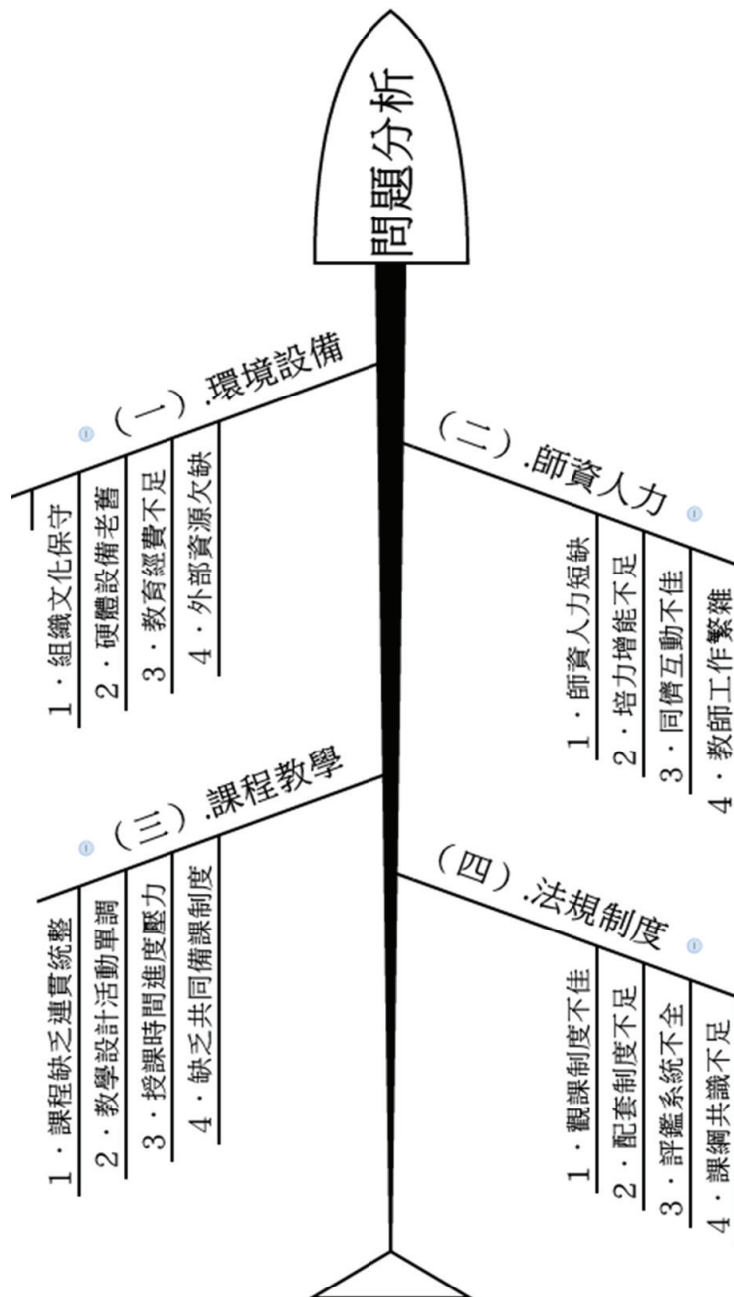 問題分析
（一）.環境設備
1．組織文化保守
2．硬體設備老舊
3．教育經費不足
4．外部資源欠缺
（二）.師資人力
1．師資人力短缺
2．培力增能不足
3．同儕互動不佳
4．教師工作繁雜
（三）.課程教學
1．課程缺乏連貫統整
2．教學設計活動單調
3．授課時間進度壓力
4．缺乏共同備課制度
（四）.法規制度
1．觀課制度不佳
2．配套制度不足
3．評鑑系統不全
4．課綱共識不足